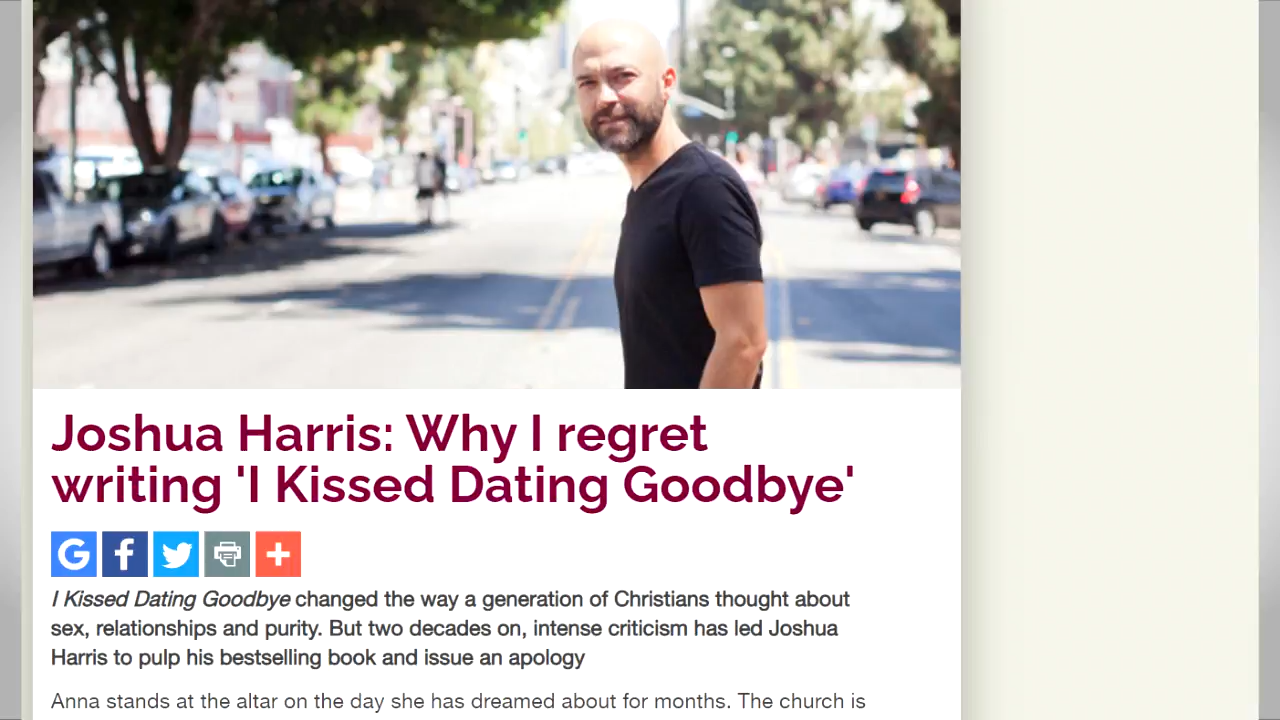 Joshua Harris: Why I regret
writing 'I Kissed Dating Goodbye'
G f +
I Kissed Dating Goodbye changed the way a generation of Christians thought about
sex, relationships and purity. But two decades on, intense criticism has led Joshua
Harris to pulp his bestselling book and issue an apology
Anna stands at the altar on the day she has dreamed about for months. The church is